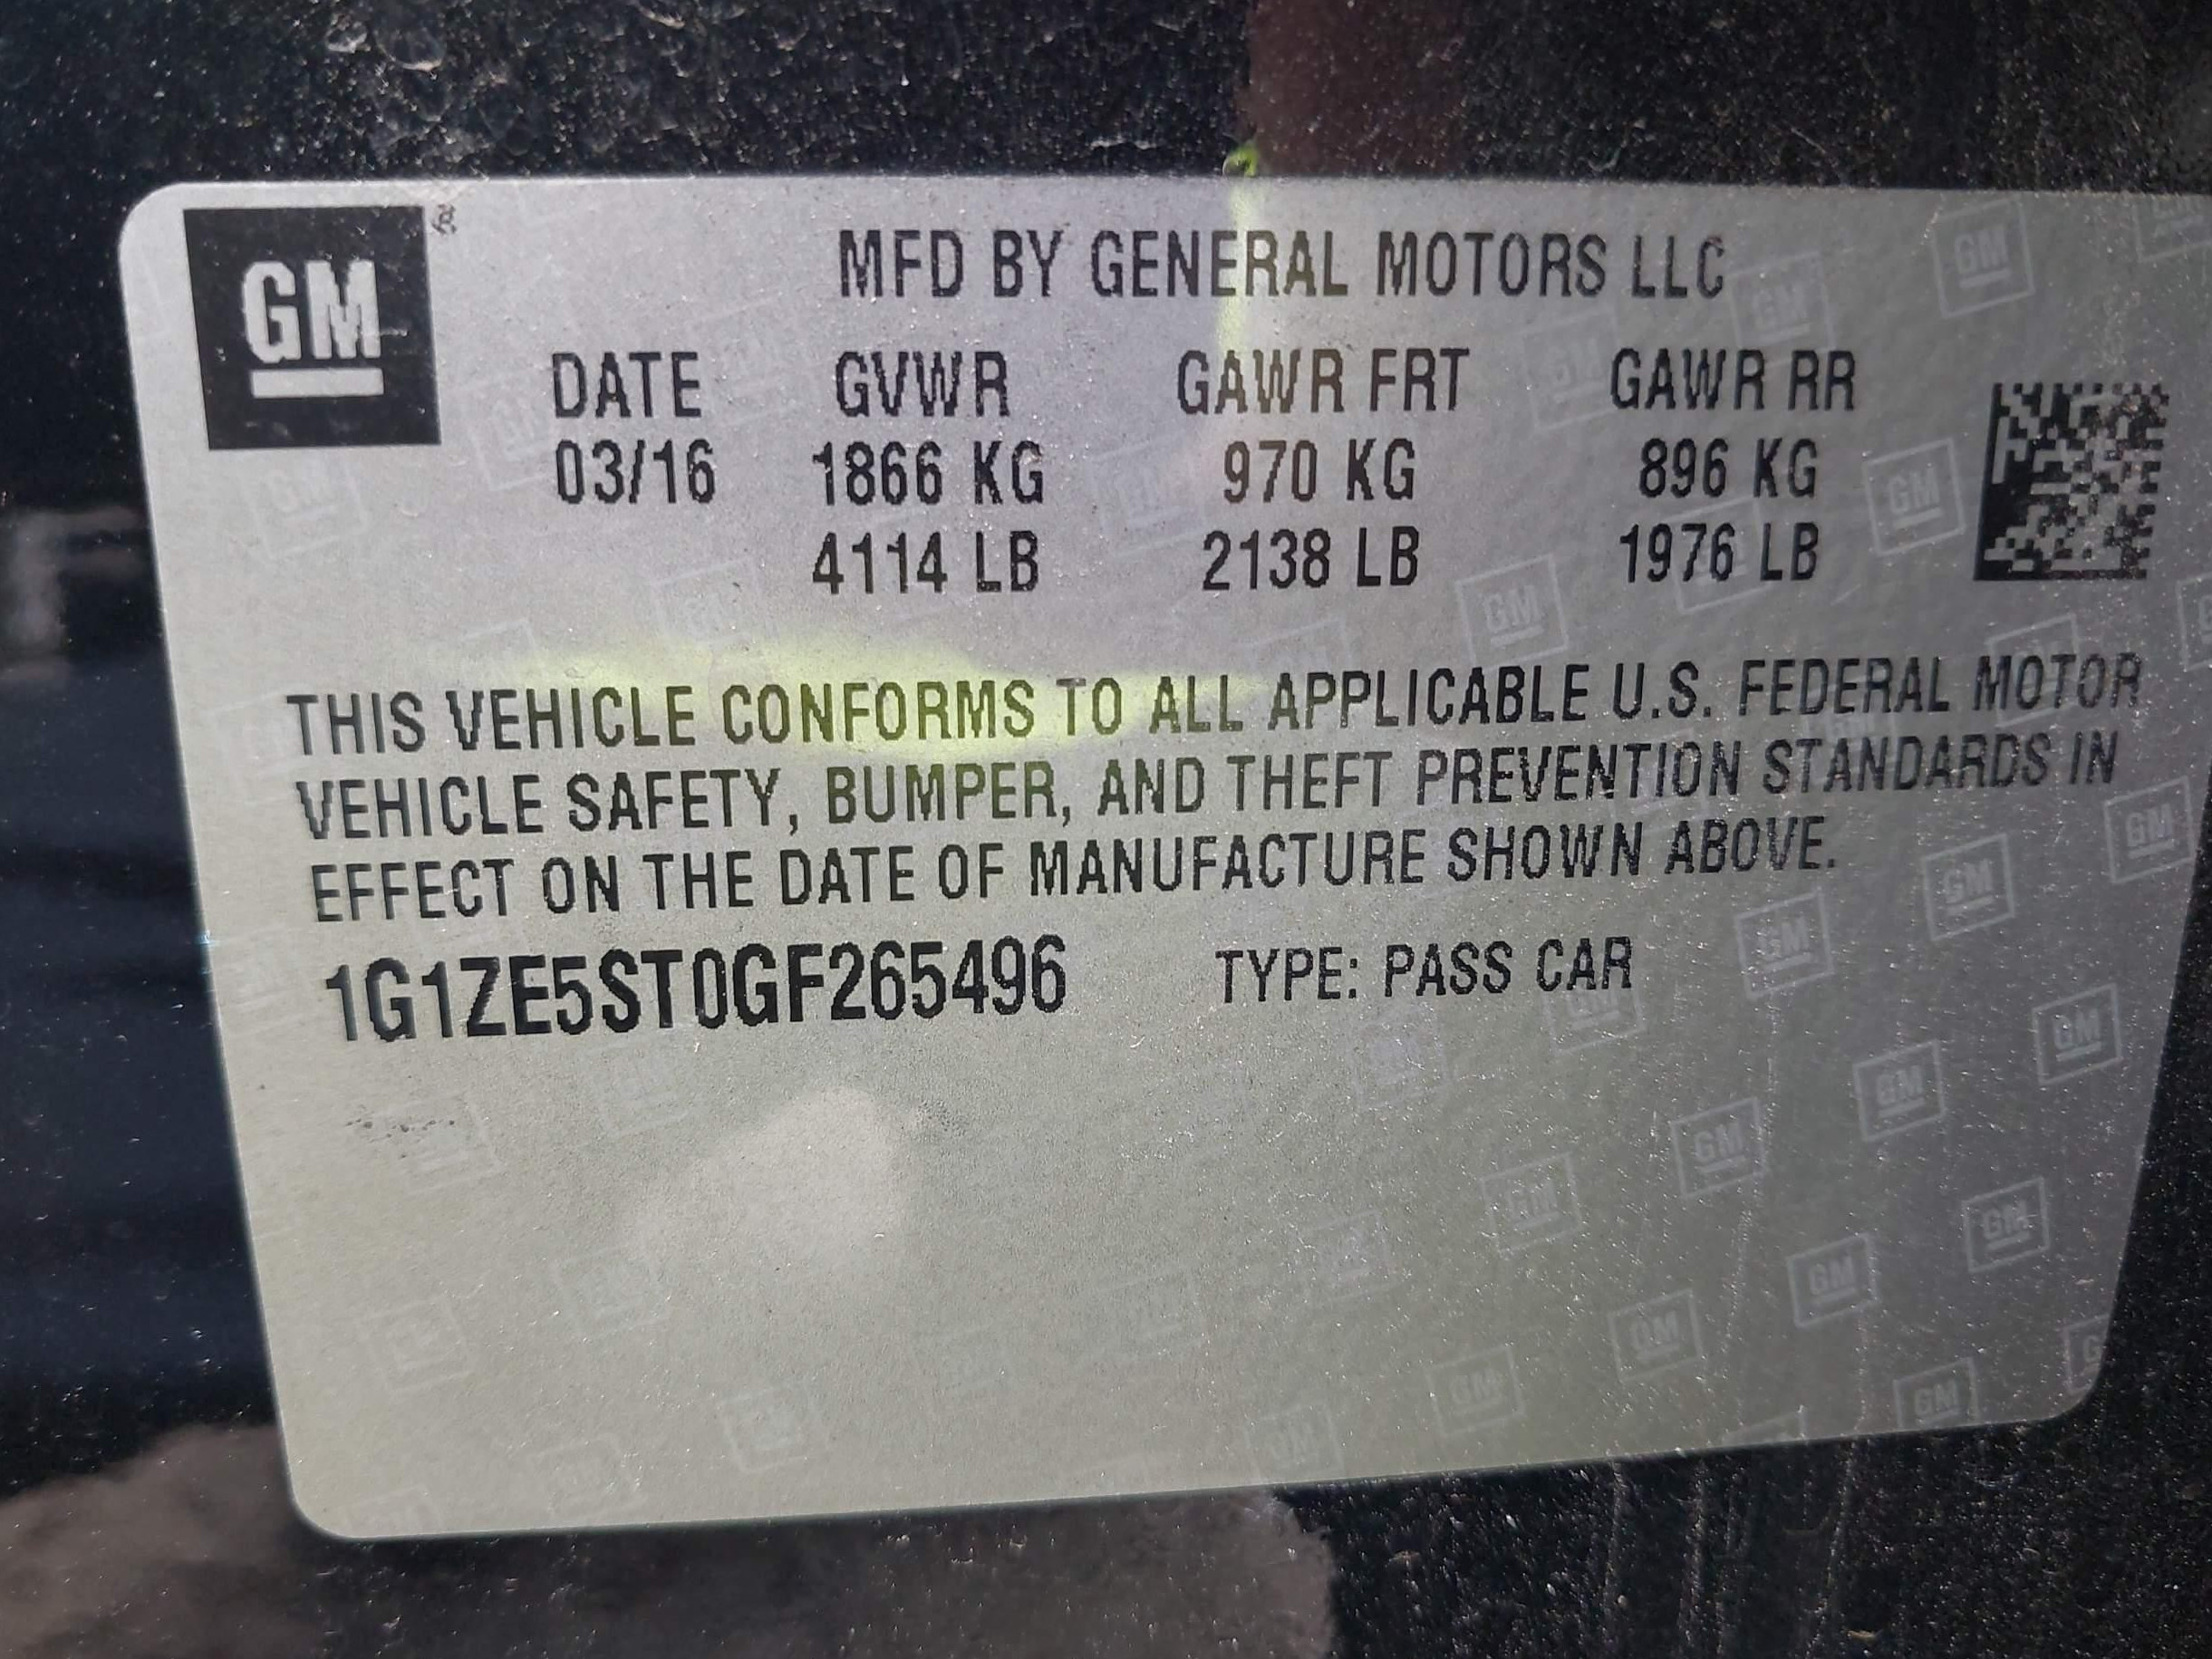 GM
MFD BY GENERAL MOTORS LLC
DATE GVWR GAWR FRT GAWR RR
03/16 1866 KG 970 KG 896 KG
4114 LB 2138 LB 1976 LB
THIS VEHICLE CONFORMS TO ALL APPLICABLE U.S. FEDERAL MOTOR
VEHICLE SAFETY, BUMPER, AND THEFT PREVENTION STANDARDS IN
EFFECT ON THE DATE OF MANUFACTURE SHOWN ABOVE.
1G1ZE5ST0GF265496 TYPE: PASS CAR